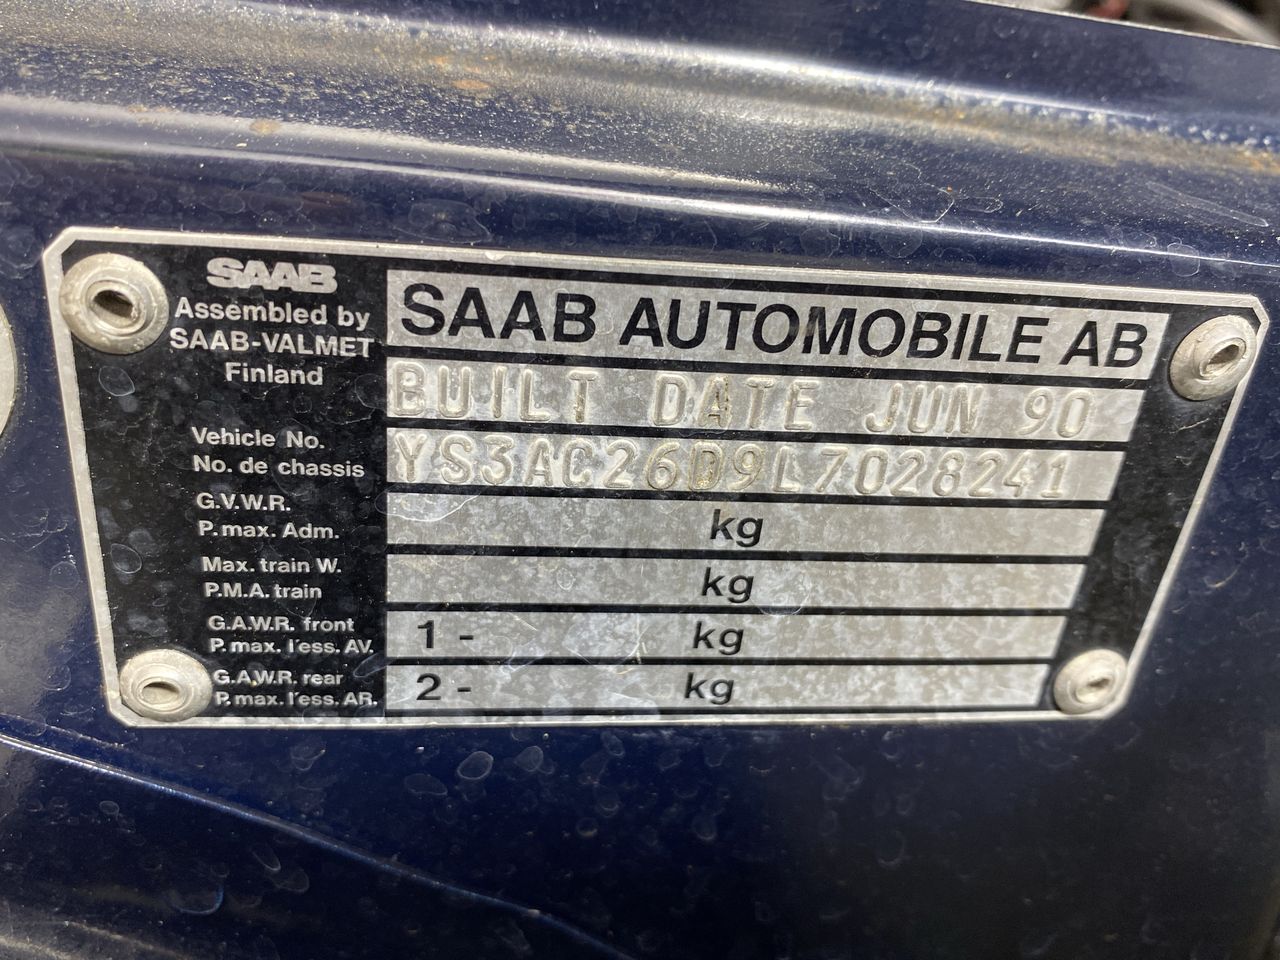 SAAB
Assembled by
SAAB-VALMET
Finland
SAAB AUTOMOBILE AB
BUILT DATE JUN 90
Vehicle No.
No. de chassis
YS3AC26D9L7028241
G.V.W.R.
P.max. Adm.
kg
Max. train W.
P.M.A. train
kg
G.A.W.R. front
P.max. l'ess. AV.
1 - kg
G.A.W.R. rear
P.max. l'ess. AR.
2 - kg